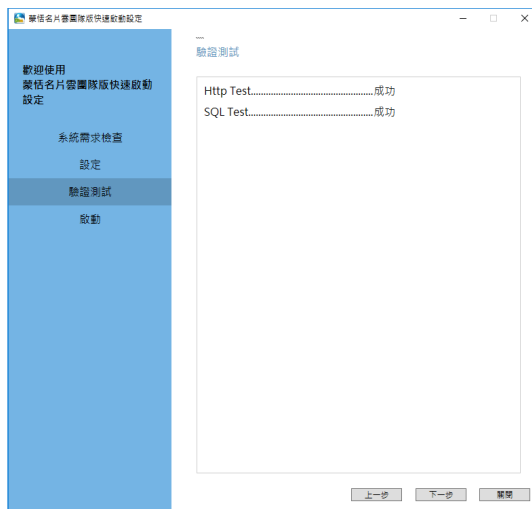 蒙恬名片雲團隊版快速啟動設定
歡迎使用
蒙恬名片雲團隊版快速啟動
設定
系統需求檢查
設定
驗證測試
啟動
驗證測試
Http Test................................................成功
SQL Test.................................................成功
上一步
下一步
關閉